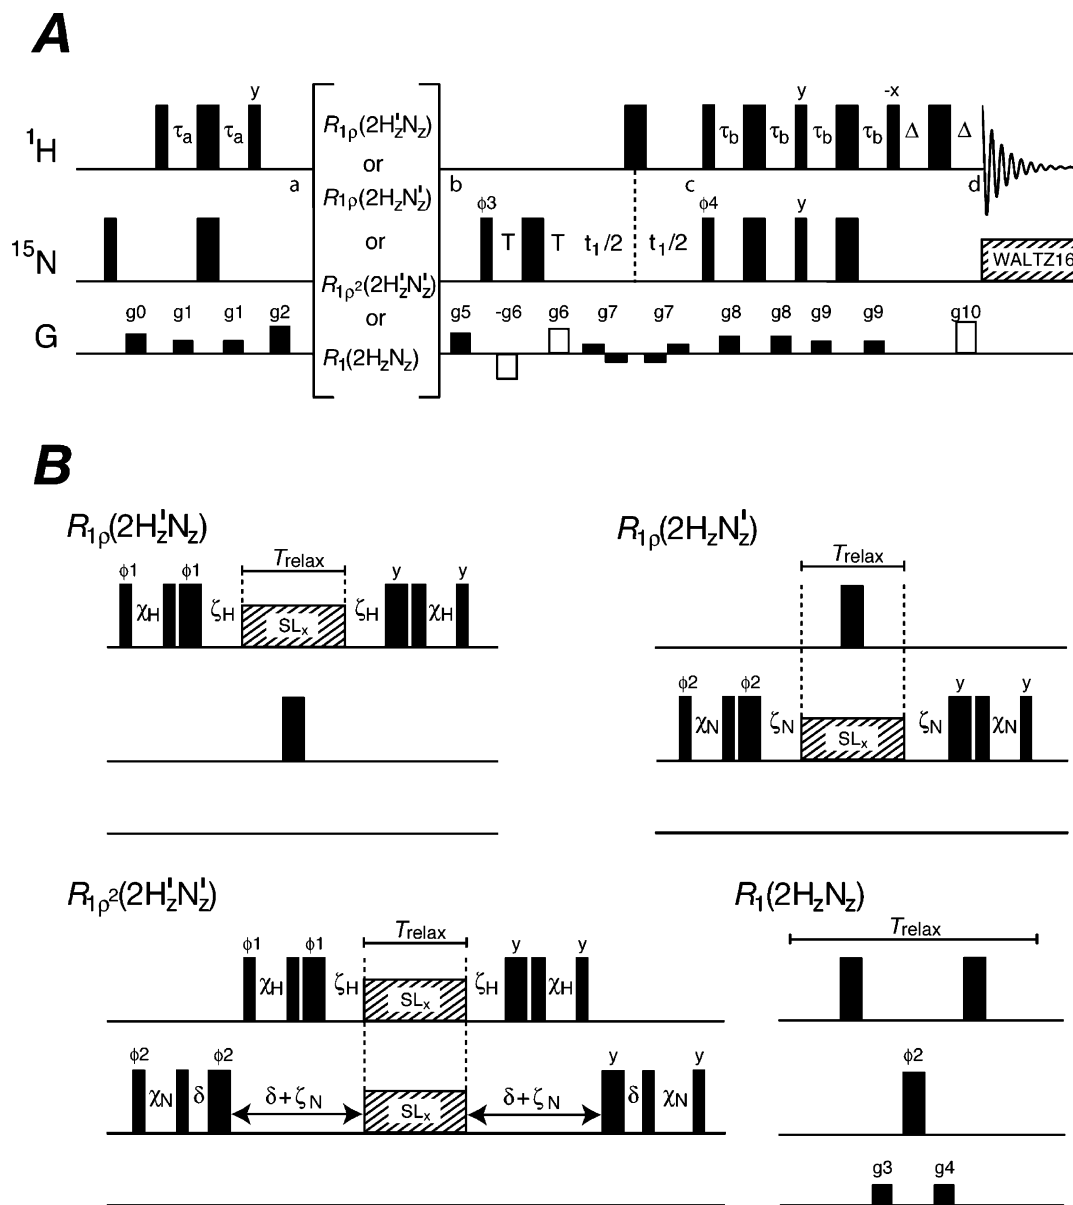 A
y y -x
¹H τa τa R1ρ(2H'zNz) τb τb τb τb Δ Δ
or
a b c d
R1ρ(2HzN'z) ϕ3 ϕ4 y
¹⁵N or T T t1/2 t1/2 WALTZ16
R1ρ²(2H'zN'z)
g0 g1 g1 g2 or g5 -g6 g6 g7 g7 g8 g8 g9 g9 g10
G
R1(2HzNz)
B
R1ρ(2H'zNz) R1ρ(2HzN'z)
Trelax Trelax
ϕ1 ϕ1 y y
χH ζH SLx ζH χH
ϕ2 ϕ2 y y
χN ζN SLx ζN χN
R1ρ²(2H'zN'z) R1(2HzNz)
Trelax Trelax
ϕ1 ϕ1 y y
χH ζH SLx ζH χH
ϕ2 ϕ2 y y ϕ2
χN δ δ+ζN SLx δ+ζN δ χN
g3 g4